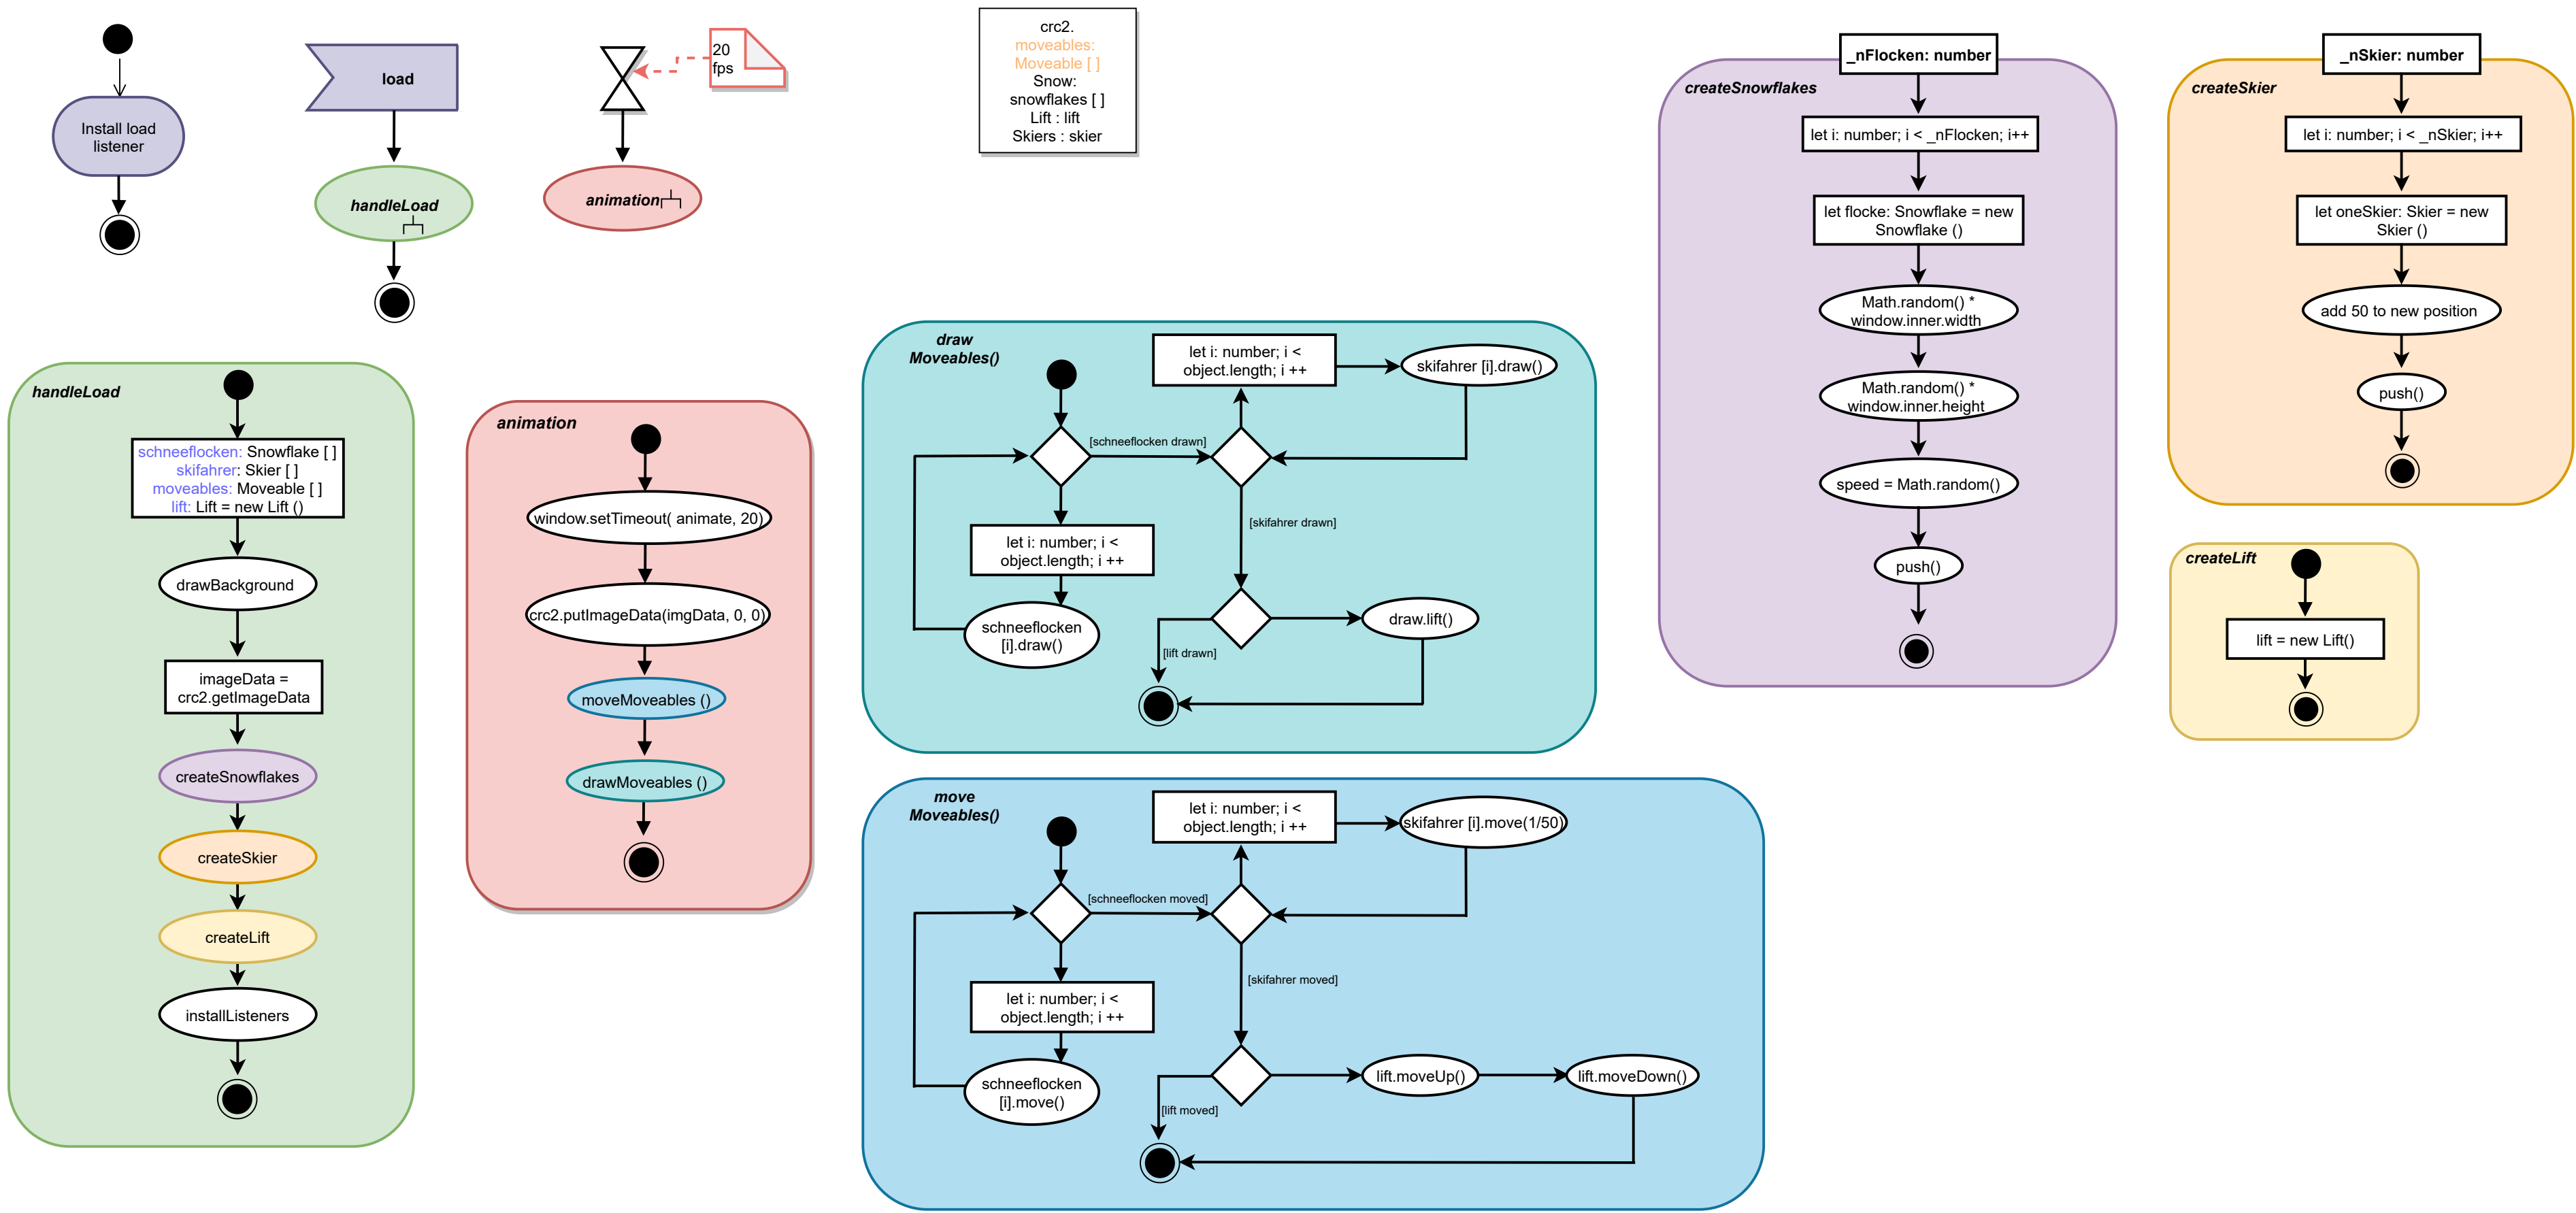 Install load
listener
load
handleLoad
20
fps
animation
crc2.
moveables:
Moveable [ ]
Snow:
snowflakes [ ]
Lift : lift
Skiers : skier
handleLoad
schneeflocken: Snowflake [ ]
skifahrer: Skier [ ]
moveables: Moveable [ ]
lift: Lift = new Lift ()
drawBackground
imageData =
crc2.getImageData
createSnowflakes
createSkier
createLift
installListeners
animation
window.setTimeout( animate, 20)
crc2.putImageData(imgData, 0, 0)
moveMoveables ()
drawMoveables ()
draw
Moveables()
let i: number; i <
object.length; i ++
skifahrer [i].draw()
[schneeflocken drawn]
[skifahrer drawn]
let i: number; i <
object.length; i ++
schneeflocken
[i].draw()
draw.lift()
[lift drawn]
move
Moveables()
let i: number; i <
object.length; i ++
skifahrer [i].move(1/50)
[schneeflocken moved]
[skifahrer moved]
let i: number; i <
object.length; i ++
schneeflocken
[i].move()
lift.moveUp()
lift.moveDown()
[lift moved]
_nFlocken: number
createSnowflakes
let i: number; i < _nFlocken; i++
let flocke: Snowflake = new
Snowflake ()
Math.random() *
window.inner.width
Math.random() *
window.inner.height
speed = Math.random()
push()
_nSkier: number
createSkier
let i: number; i < _nSkier; i++
let oneSkier: Skier = new
Skier ()
add 50 to new position
push()
createLift
lift = new Lift()